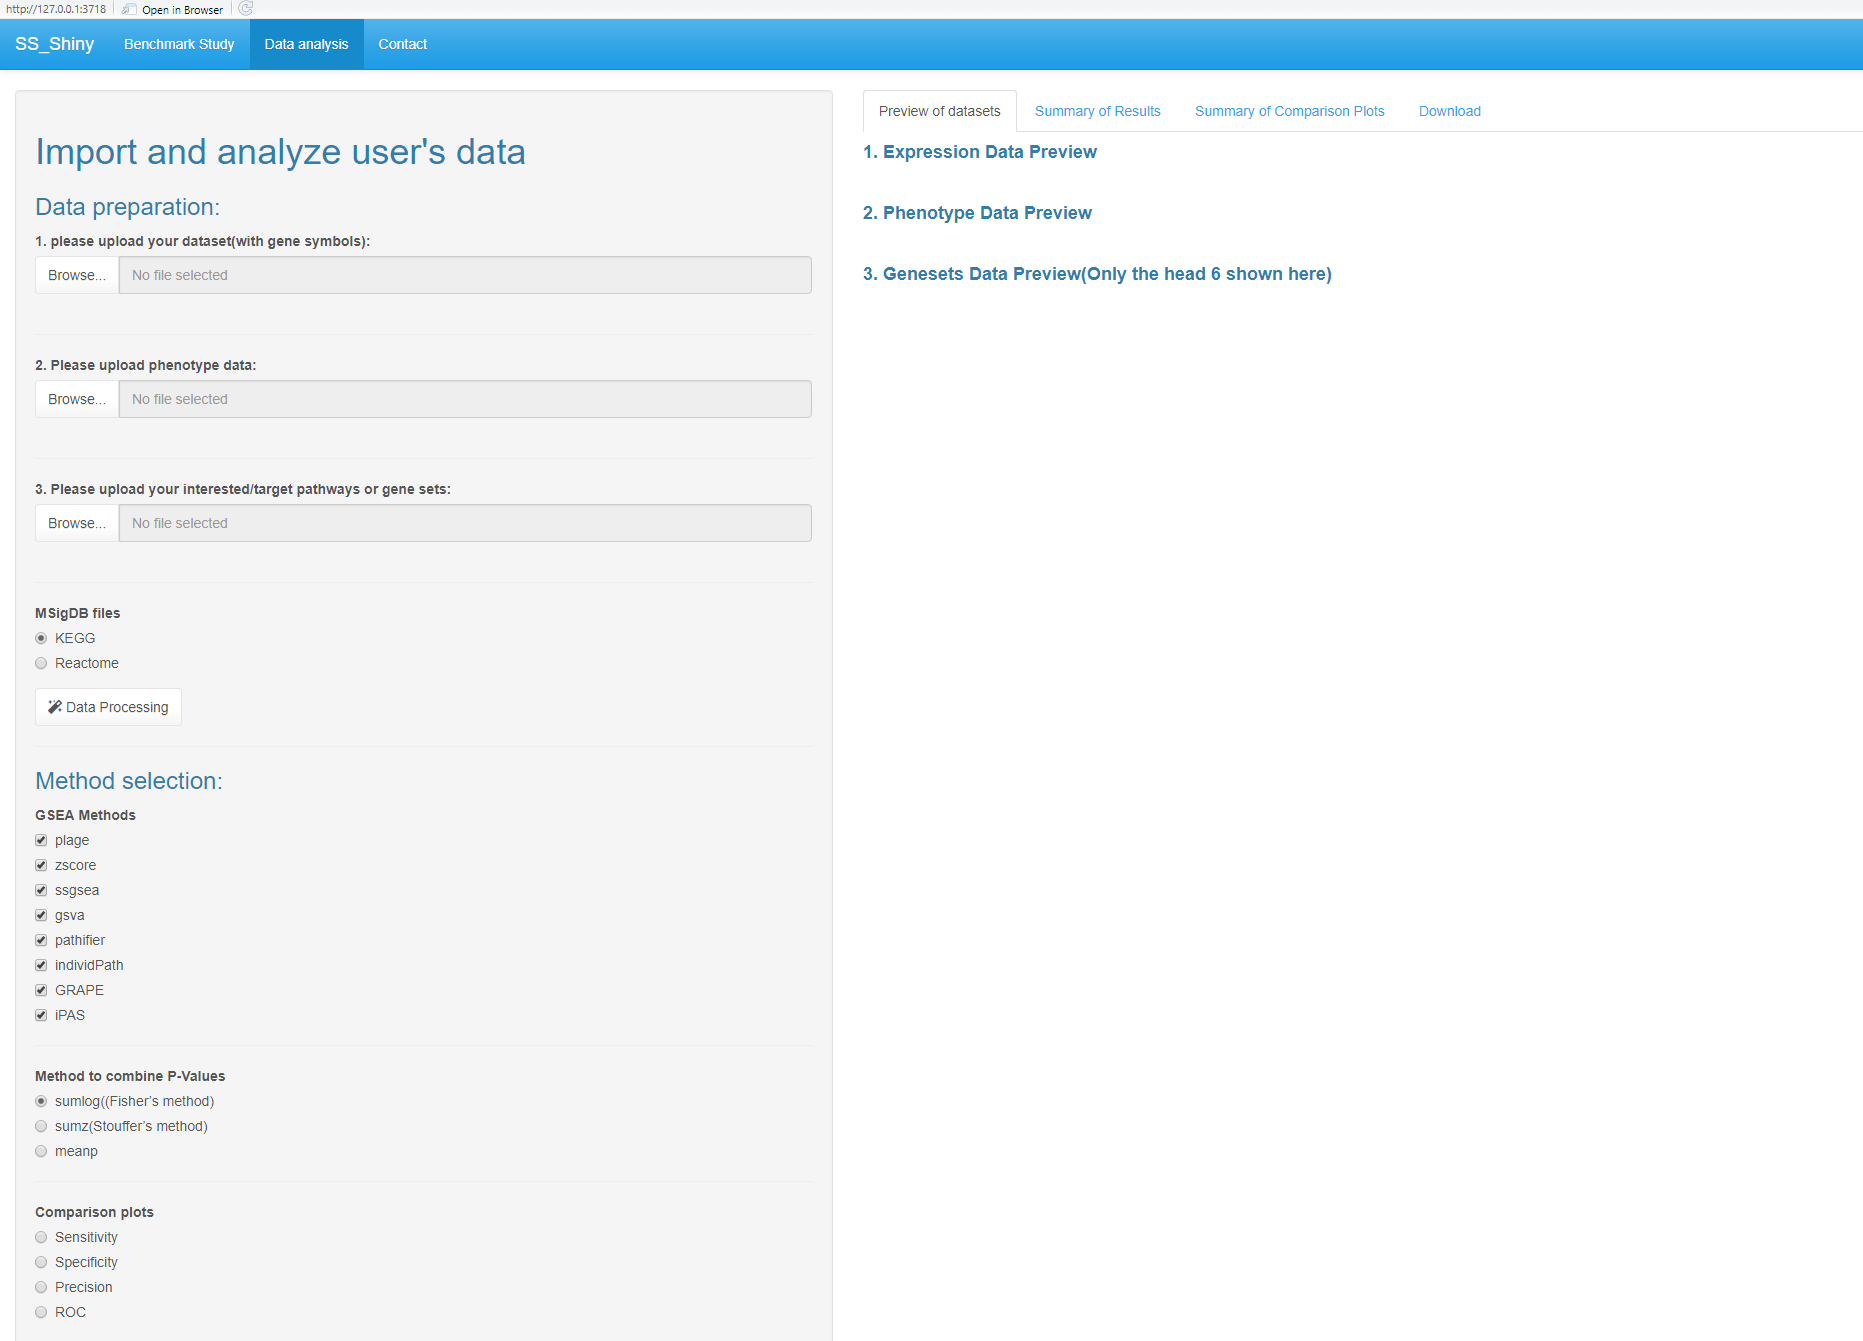 http://127.0.0.1:3718 Open in Browser
SS_Shiny Benchmark Study Data analysis Contact
Import and analyze user's data
Data preparation:
1. please upload your dataset(with gene symbols):
Browse... No file selected
2. Please upload phenotype data:
Browse... No file selected
3. Please upload your interested/target pathways or gene sets:
Browse... No file selected
MSigDB files
KEGG
Reactome
Data Processing
Method selection:
GSEA Methods
plage
zscore
ssgsea
gsva
pathifier
individPath
GRAPE
iPAS
Method to combine P-Values
sumlog((Fisher's method)
sumz(Stouffer's method)
meanp
Comparison plots
Sensitivity
Specificity
Precision
ROC
Preview of datasets Summary of Results Summary of Comparison Plots Download
1. Expression Data Preview
2. Phenotype Data Preview
3. Genesets Data Preview(Only the head 6 shown here)